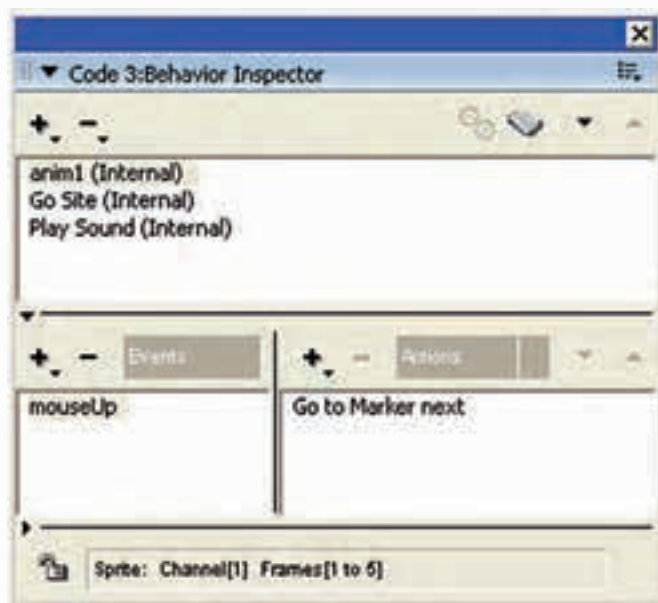 Code 3:Behavior Inspector
anim1 (Internal)
Go Site (Internal)
Play Sound (Internal)
Events
Actions
mouseUp
Go to Marker next
Sprite: Channel[1] Frames[1 to 6]